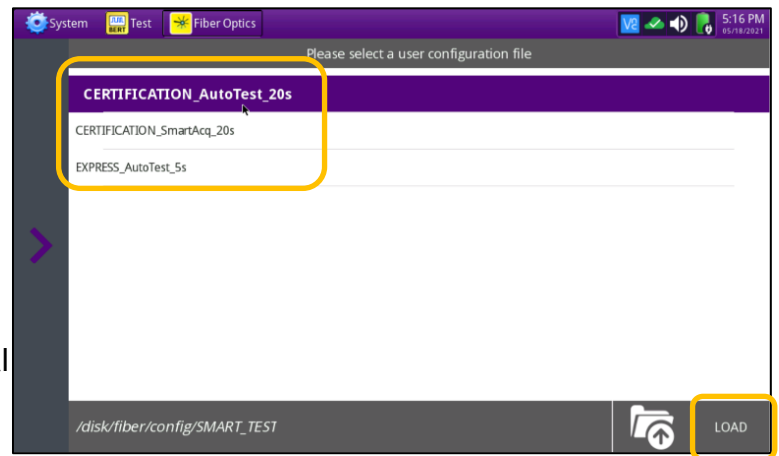 System Test Fiber Optics 5:16 PM
05/18/2021
Please select a user configuration file
CERTIFICATION_AutoTest_20s
CERTIFICATION_SmartAcq_20s
EXPRESS_AutoTest_5s
/disk/fiber/config/SMART_TEST LOAD